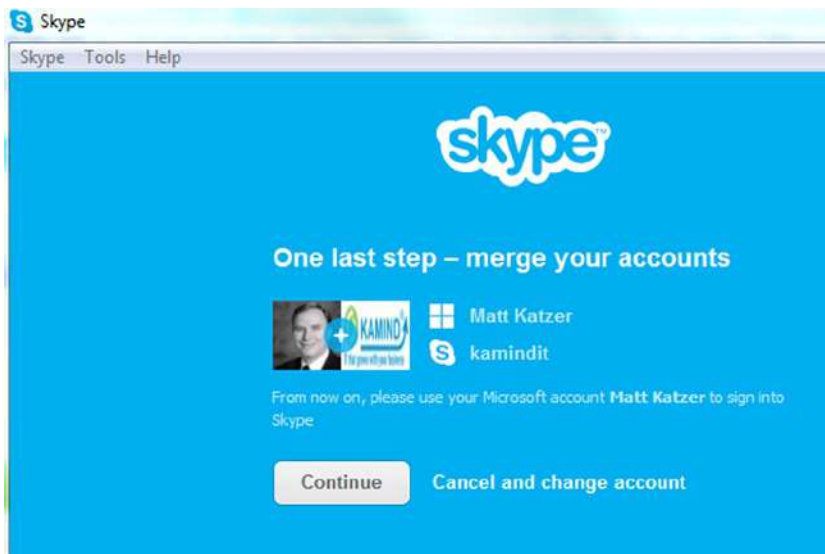 Skype
Skype Tools Help
skype™
One last step – merge your accounts
KAMIND
Matt Katzer
kamindit
From now on, please use your Microsoft account Matt Katzer to sign into
Skype
Continue Cancel and change account